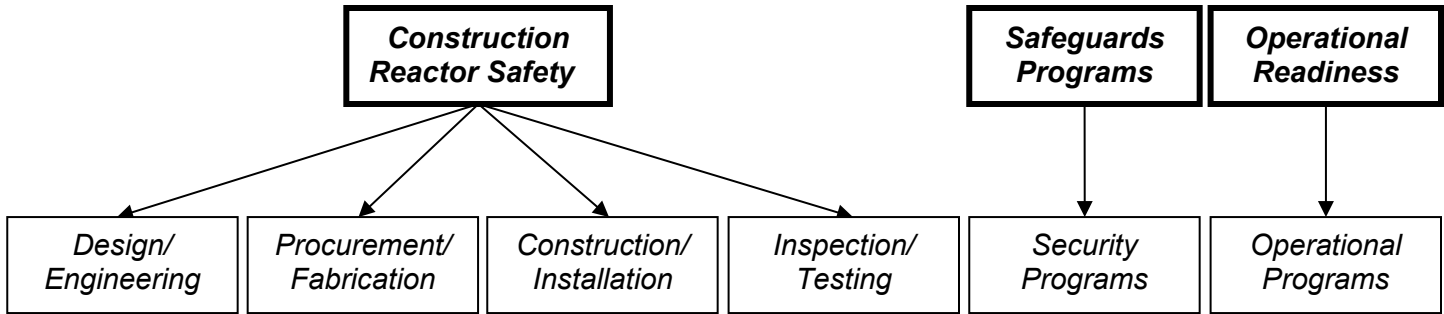 Construction
Reactor Safety
Safeguards
Programs
Operational
Readiness
Design/
Engineering
Procurement/
Fabrication
Construction/
Installation
Inspection/
Testing
Security
Programs
Operational
Programs